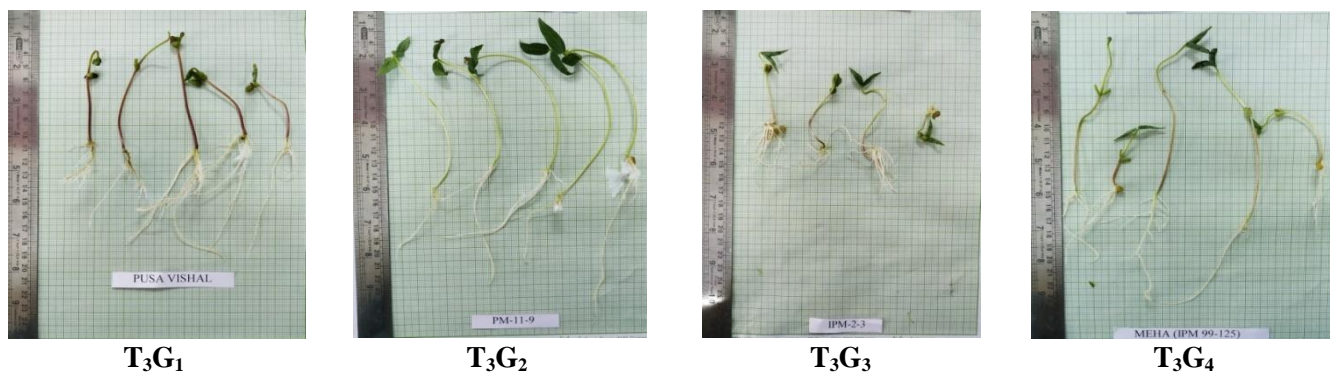 PUSA VISHAL
PM-11-9
IPM-2-3
MEHA (IPM 99-125)
T₃G₁
T₃G₂
T₃G₃
T₃G₄